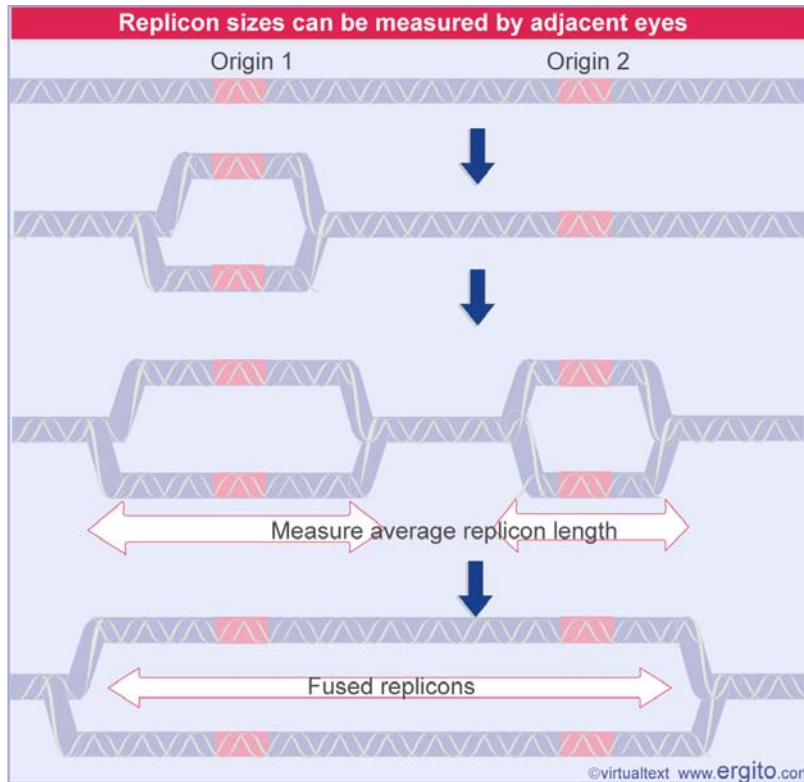 Replicon sizes can be measured by adjacent eyes
Origin 1 Origin 2
Measure average replicon length
Fused replicons
©virtualtext www.ergito.com